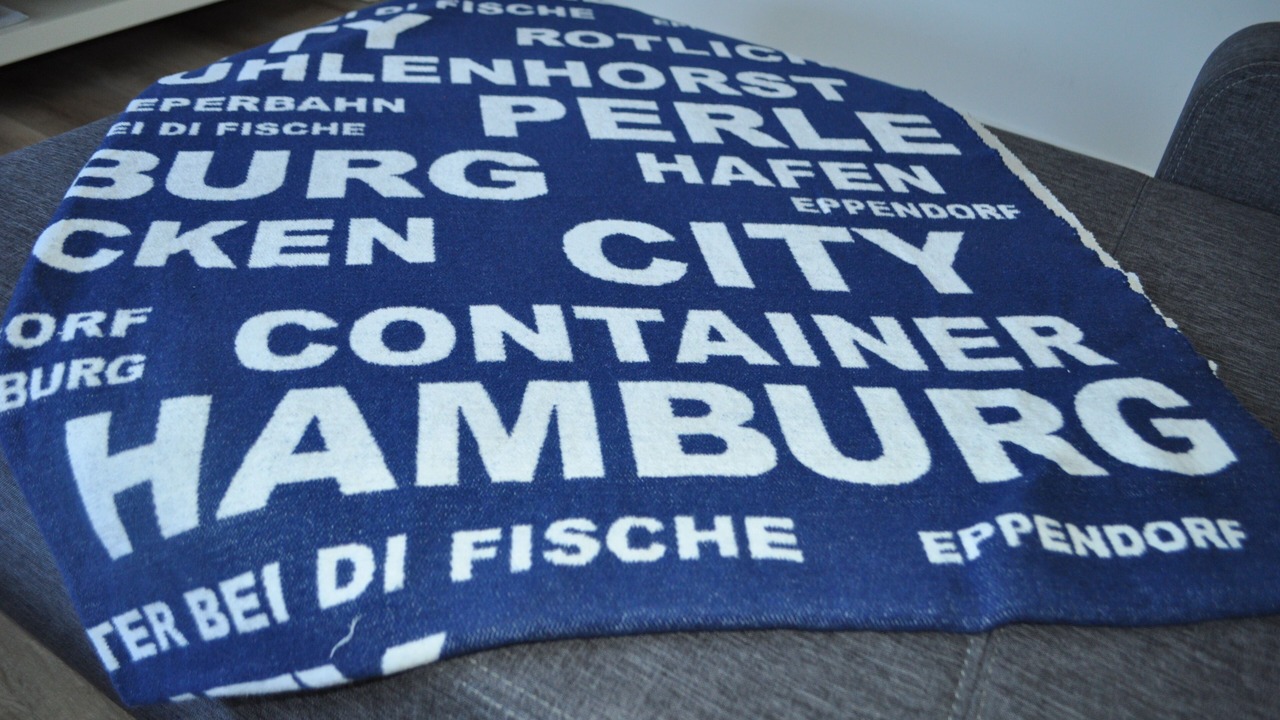 DI FISCHE
TY ROTLICH
UHLENHORST
EPERBAHN PERLE
EI DI FISCHE
BURG HAFEN
EPPENDORF
CKEN CITY
ORF CONTAINER
BURG
HAMBURG
TER BEI DI FISCHE EPPENDORF